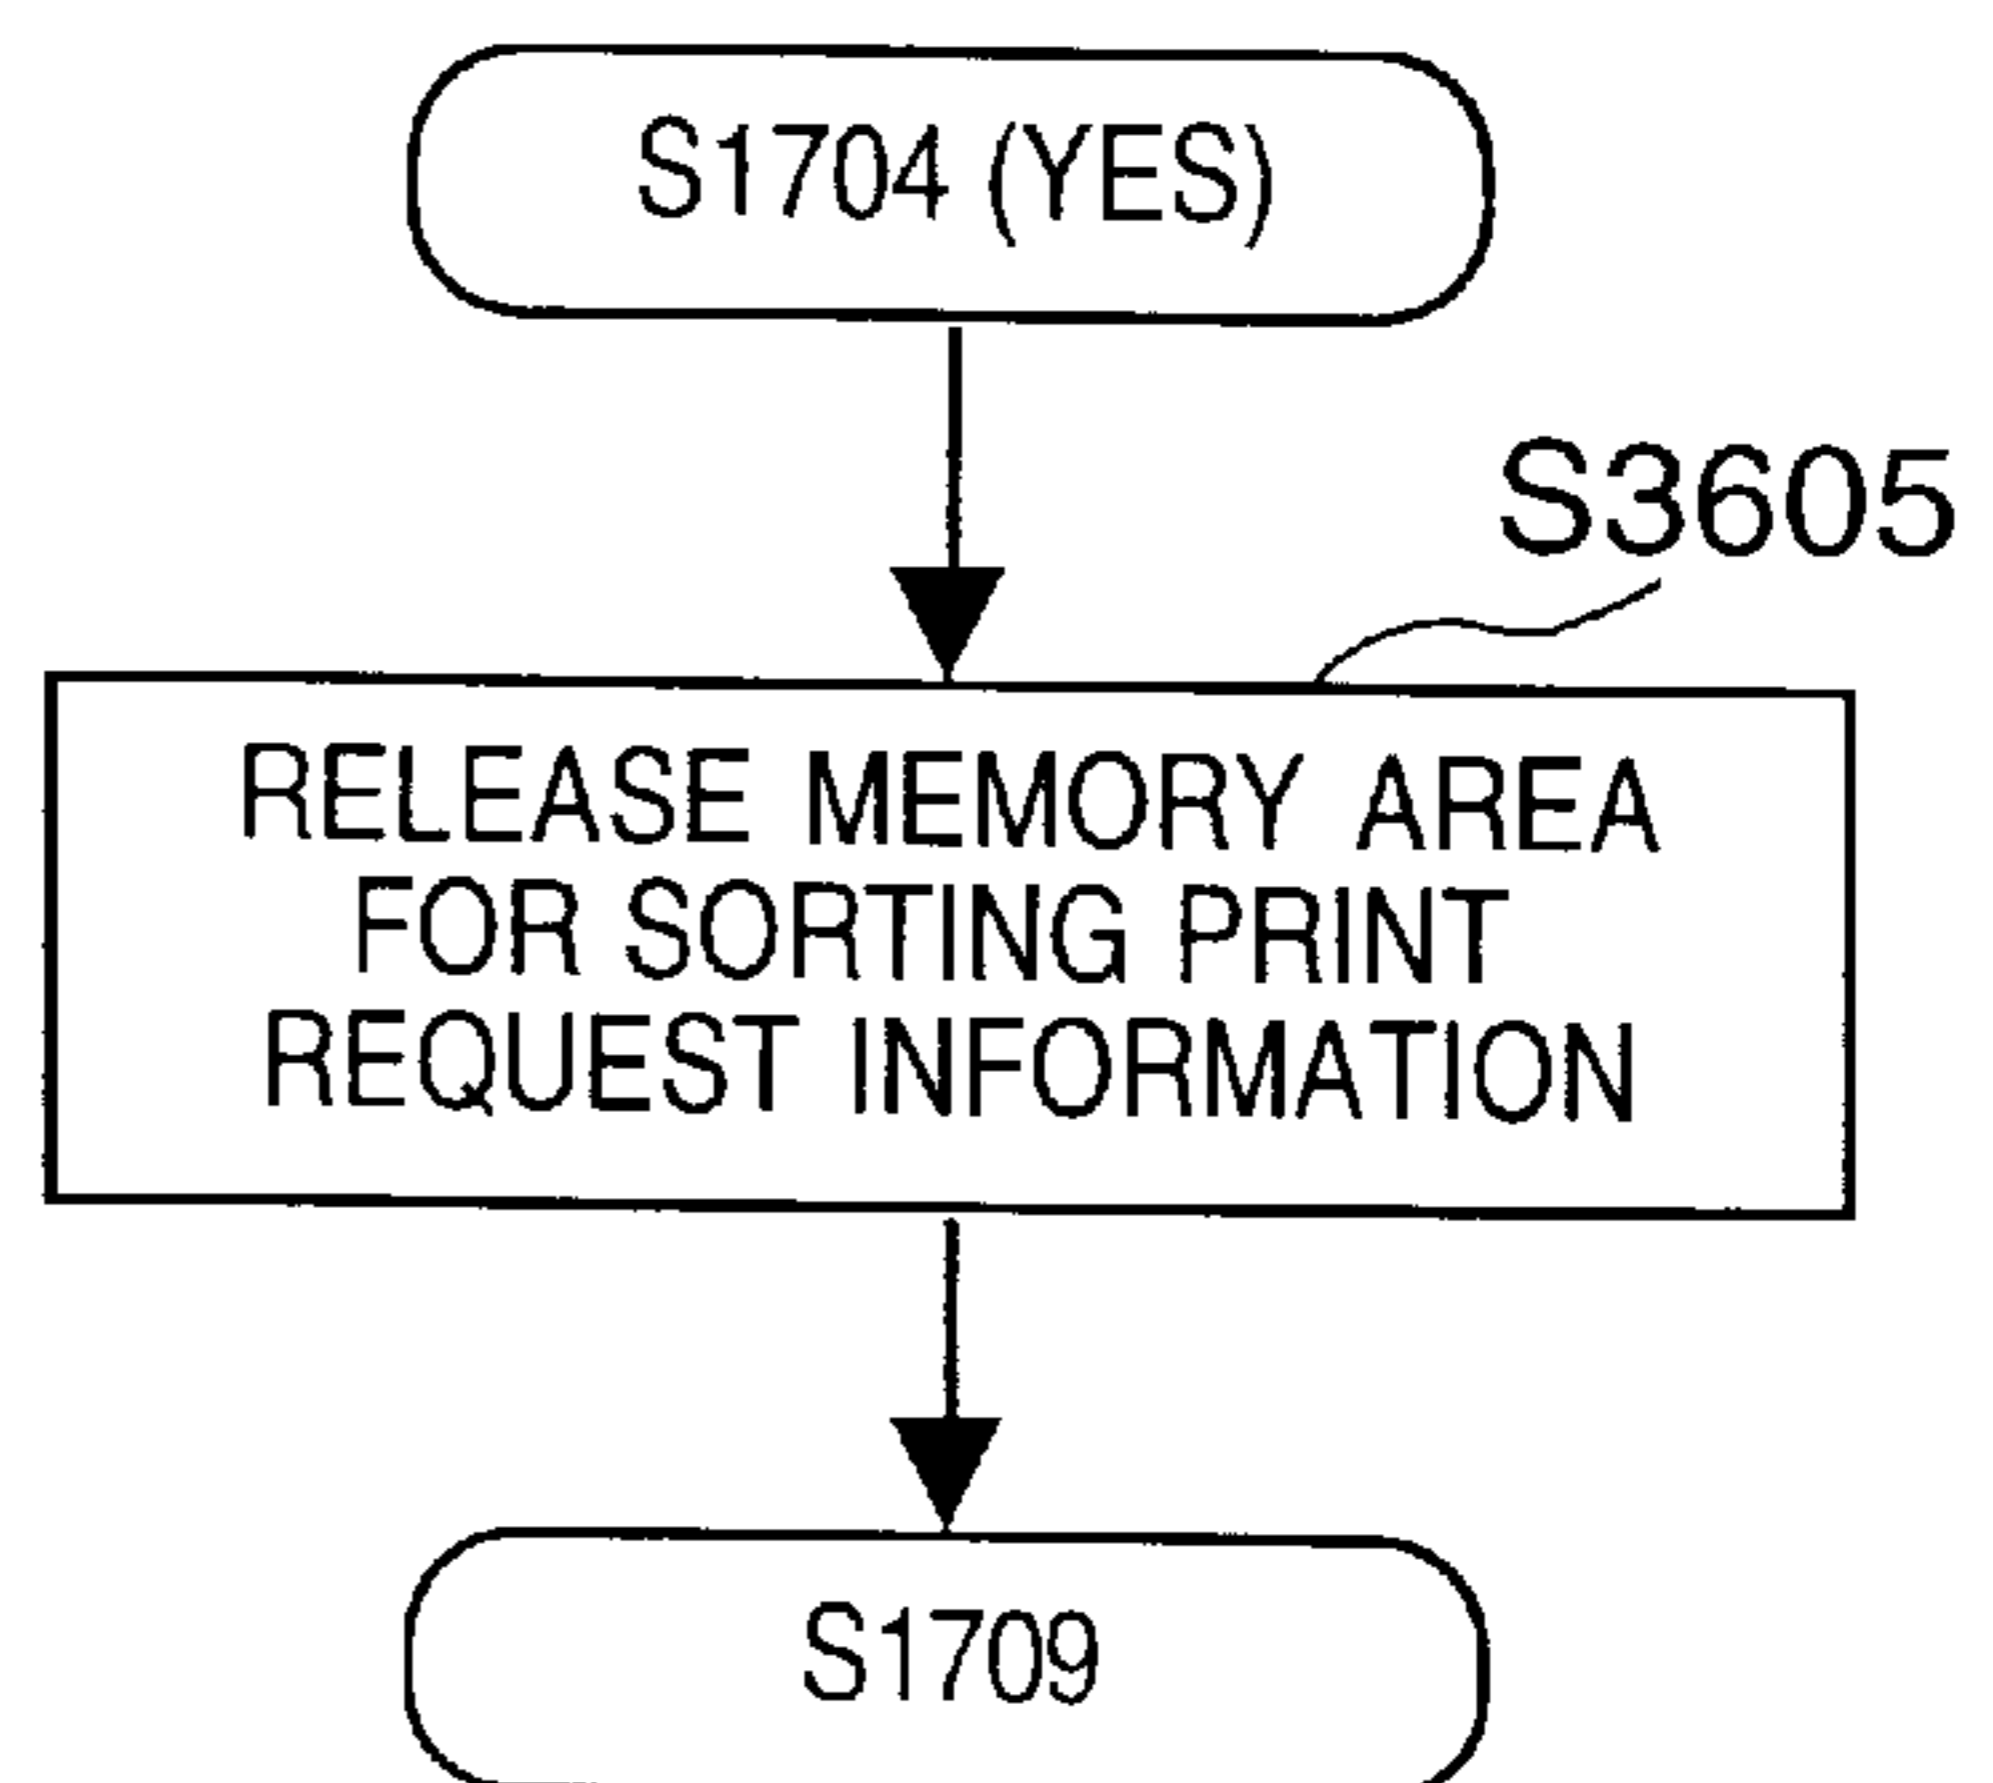 S1704 (YES)
S3605
RELEASE MEMORY AREA
FOR SORTING PRINT
REQUEST INFORMATION
S1709